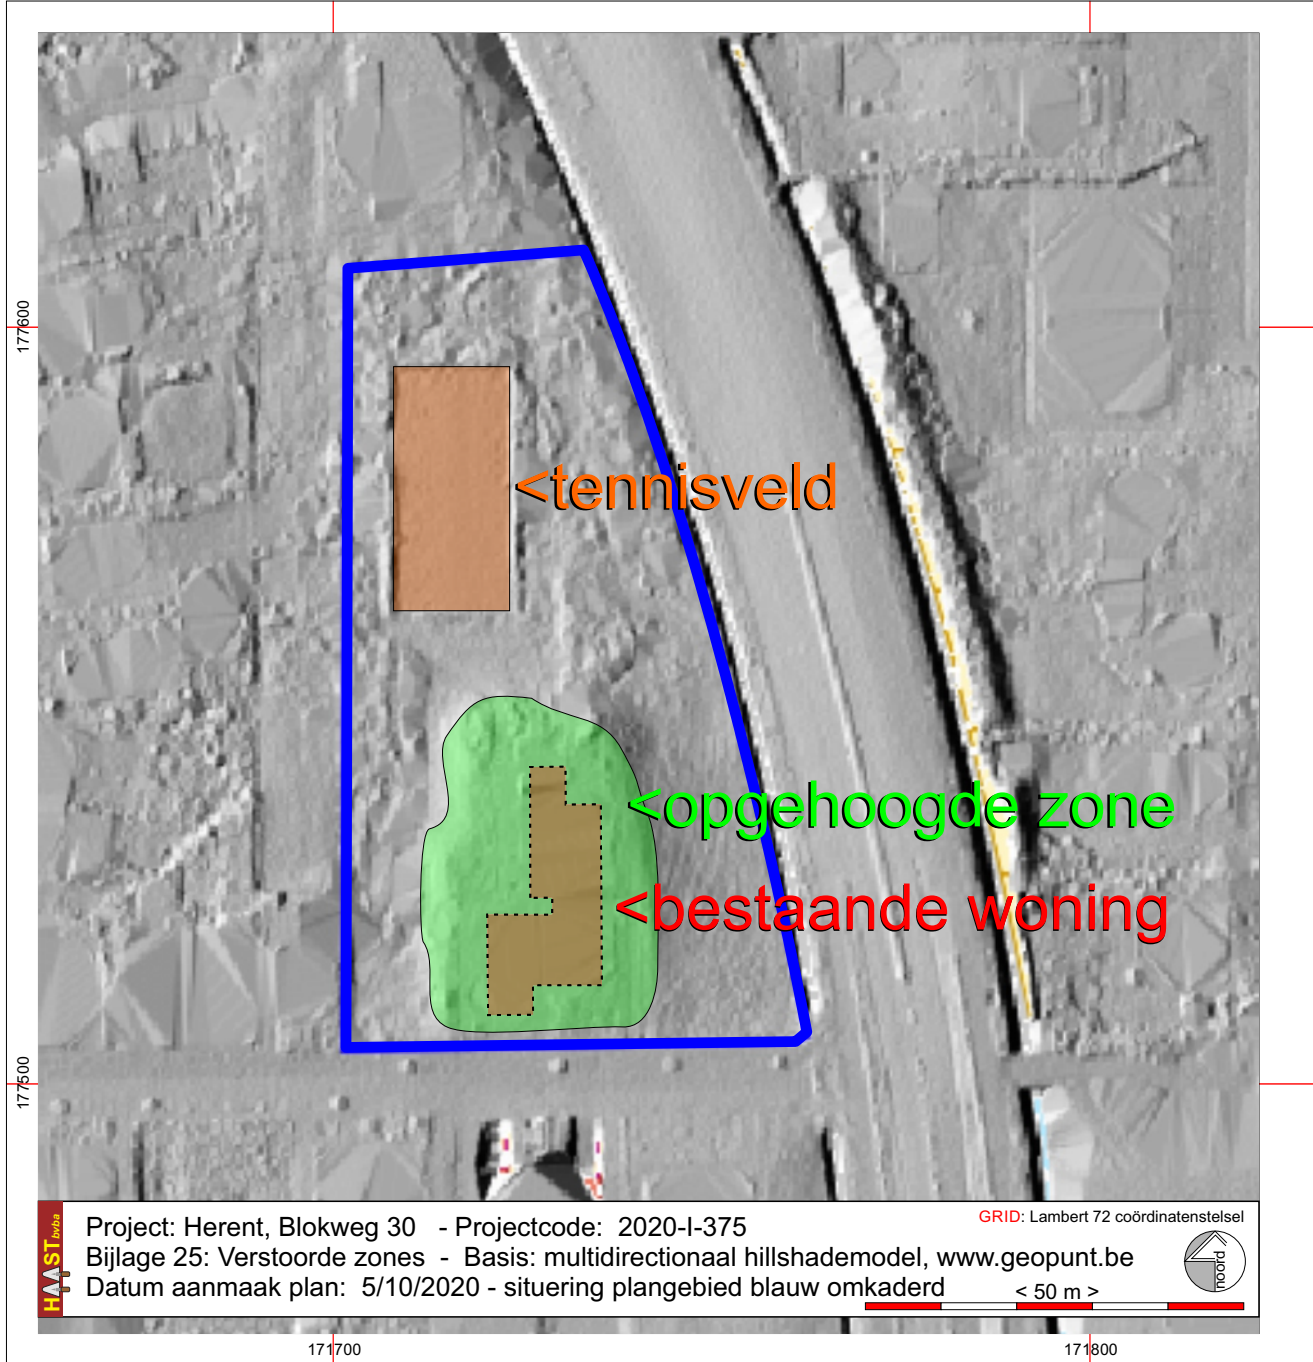 177600
<tennisveld
<opgehoogde zone
<bestaande woning
177500
HAAST bvba
Project: Herent, Blokweg 30 - Projectcode: 2020-I-375
GRID: Lambert 72 coördinatenstelsel
Bijlage 25: Verstoorde zones - Basis: multidirectionaal hillshademodel, www.geopunt.be
Datum aanmaak plan: 5/10/2020 - situering plangebied blauw omkaderd
< 50 m >
noord
171700
171800